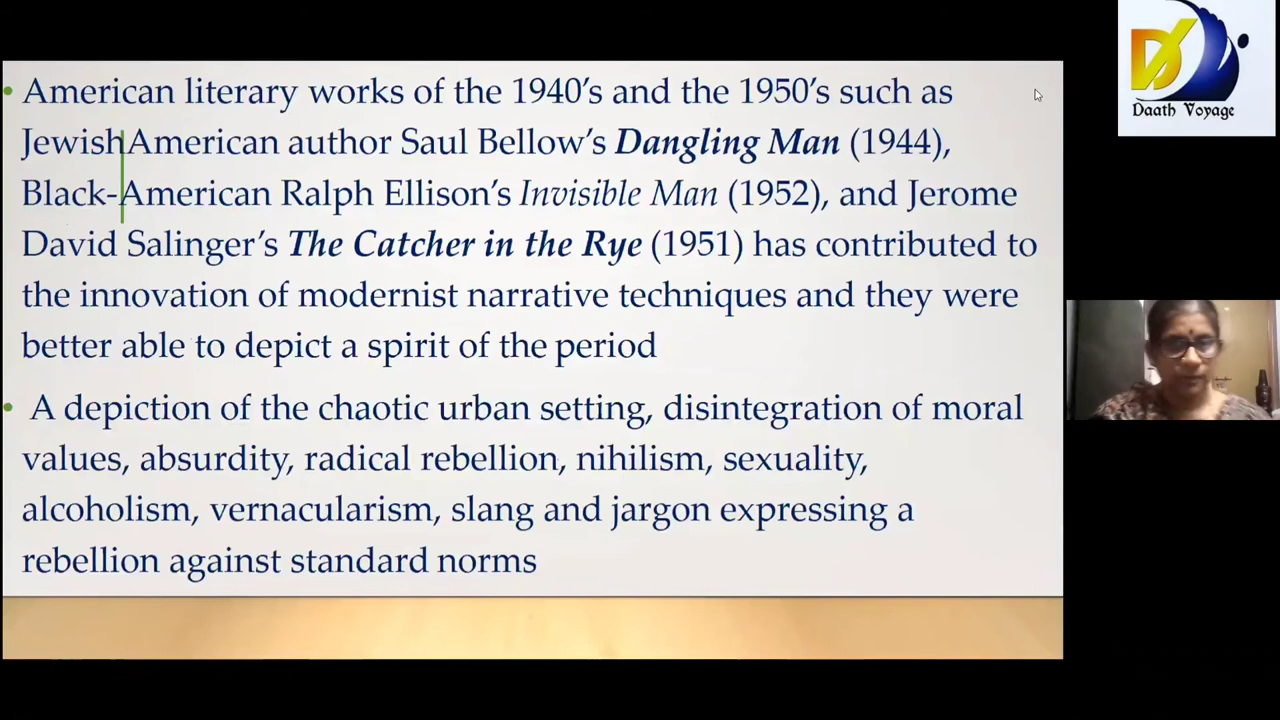 • American literary works of the 1940’s and the 1950’s such as
JewishAmerican author Saul Bellow’s Dangling Man (1944),
Black-American Ralph Ellison’s Invisible Man (1952), and Jerome
David Salinger’s The Catcher in the Rye (1951) has contributed to
the innovation of modernist narrative techniques and they were
better able to depict a spirit of the period
• A depiction of the chaotic urban setting, disintegration of moral
values, absurdity, radical rebellion, nihilism, sexuality,
alcoholism, vernacularism, slang and jargon expressing a
rebellion against standard norms
DV
Daath Voyage